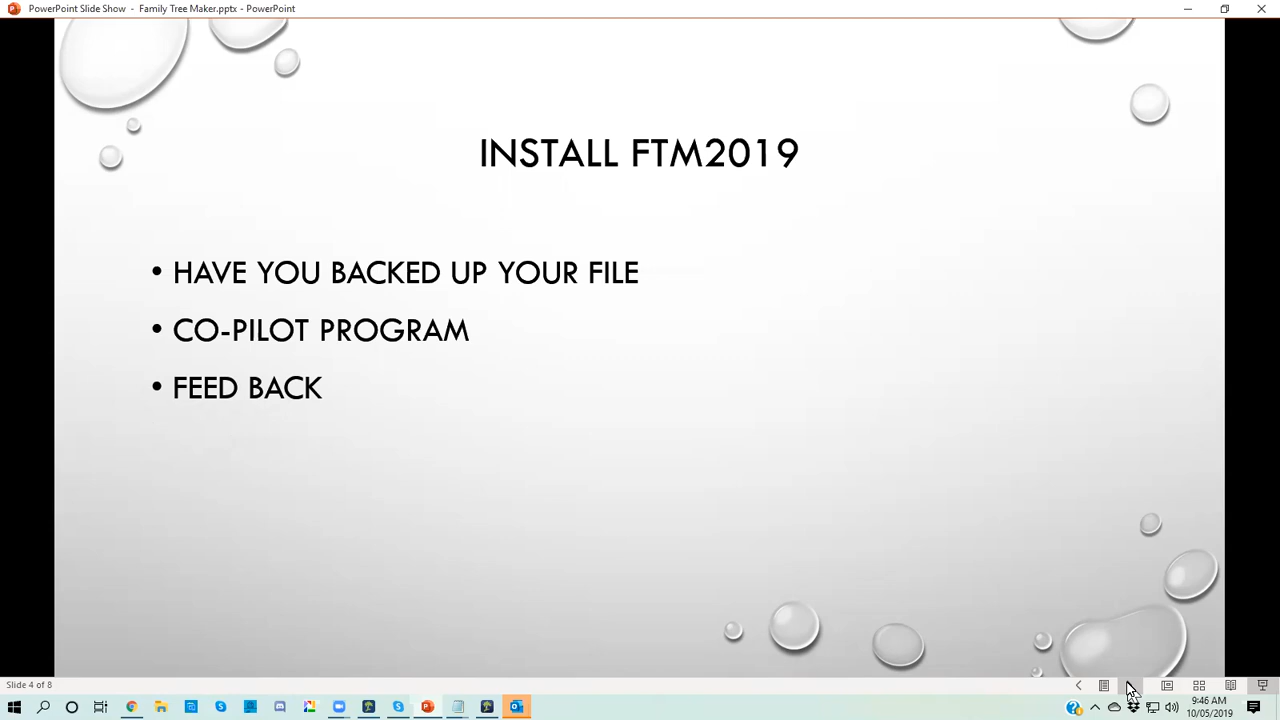 PowerPoint Slide Show - Family Tree Maker.pptx - PowerPoint
INSTALL FTM2019
• HAVE YOU BACKED UP YOUR FILE
• CO-PILOT PROGRAM
• FEED BACK
Slide 4 of 8
9:46 AM
10/05/2019